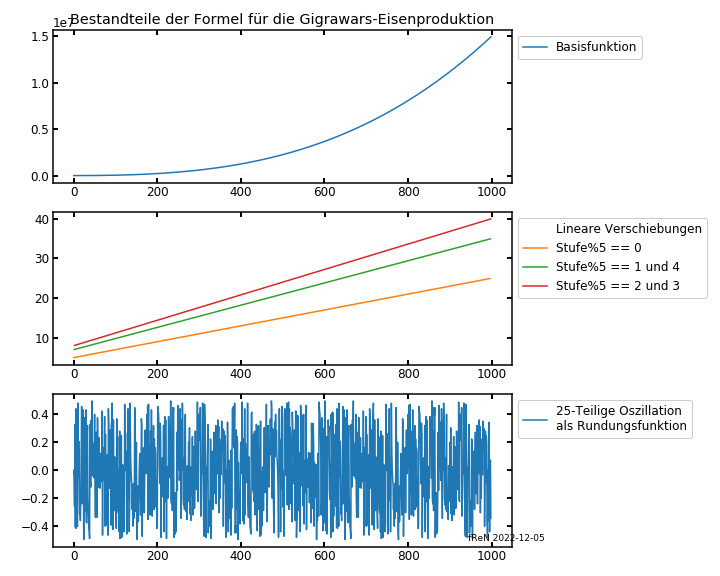 Bestandteile der Formel für die Gigrawars-Eisenproduktion
1e7
1.5
1.0
0.5
0.0
0 200 400 600 800 1000
Basisfunktion
40
30
20
10
0 200 400 600 800 1000
Lineare Verschiebungen
Stufe%5 == 0
Stufe%5 == 1 und 4
Stufe%5 == 2 und 3
0.4
0.2
0.0
−0.2
−0.4
0 200 400 600 800 1000
25-Teilige Oszillation
als Rundungsfunktion
fReN 2022-12-05